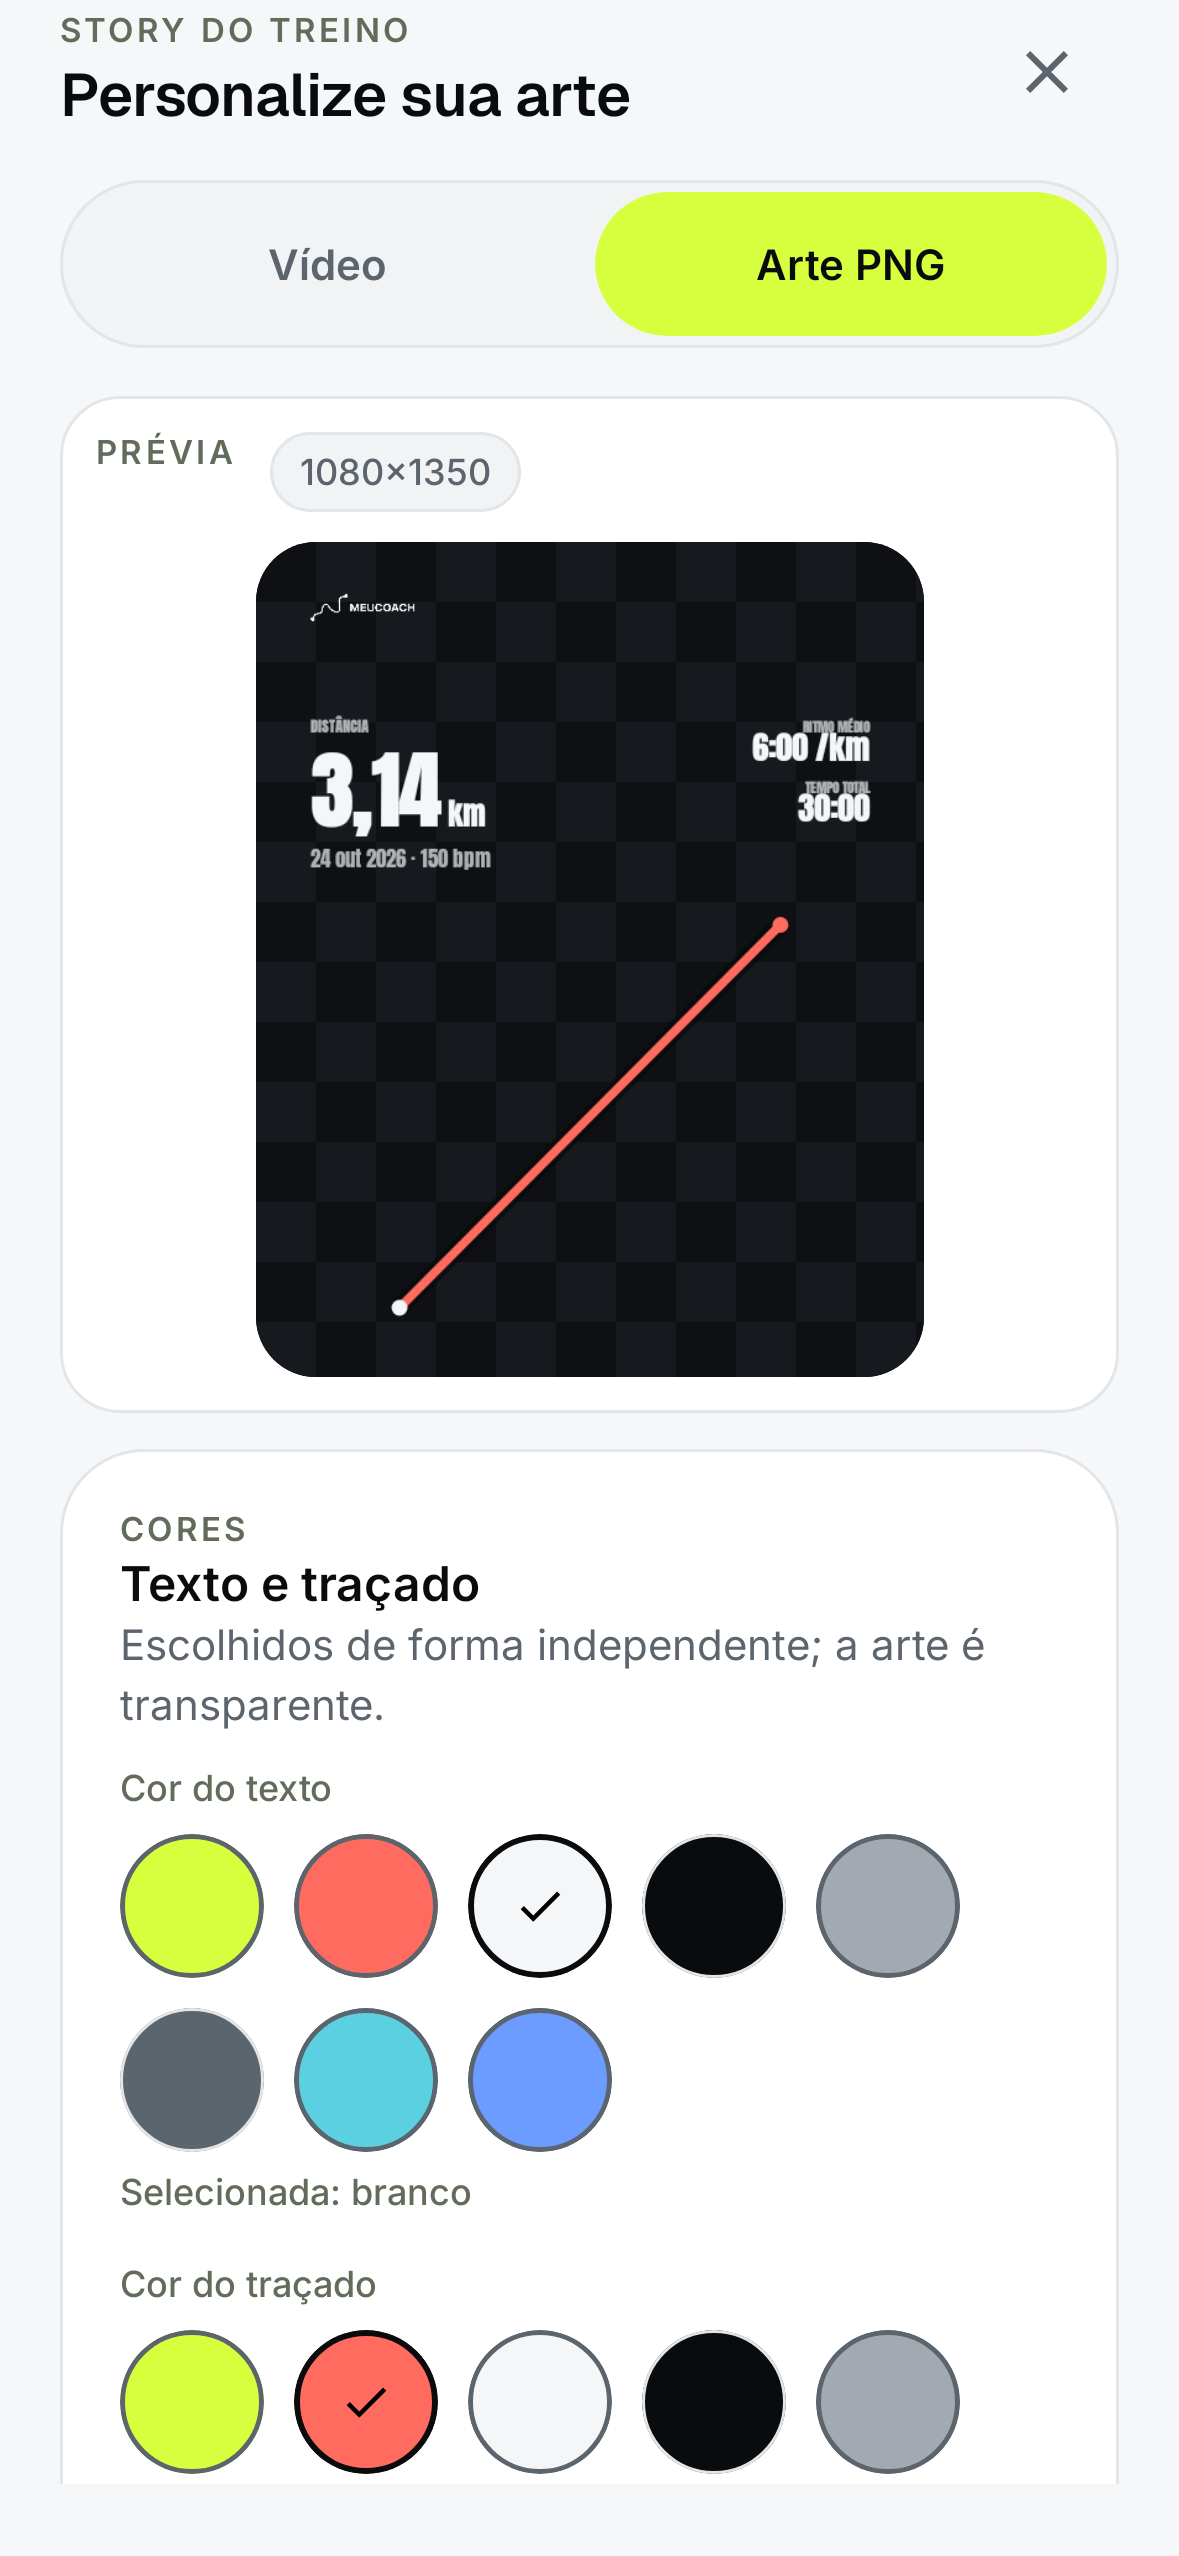 STORY DO TREINO
Personalize sua arte
Vídeo
Arte PNG
PRÉVIA
1080×1350
MEUCOACH
DISTÂNCIA
3,14 km
24 out 2026 · 150 bpm
RITMO MÉDIO
6:00 /km
TEMPO TOTAL
30:00
CORES
Texto e traçado
Escolhidos de forma independente; a arte é
transparente.
Cor do texto
Selecionada: branco
Cor do traçado